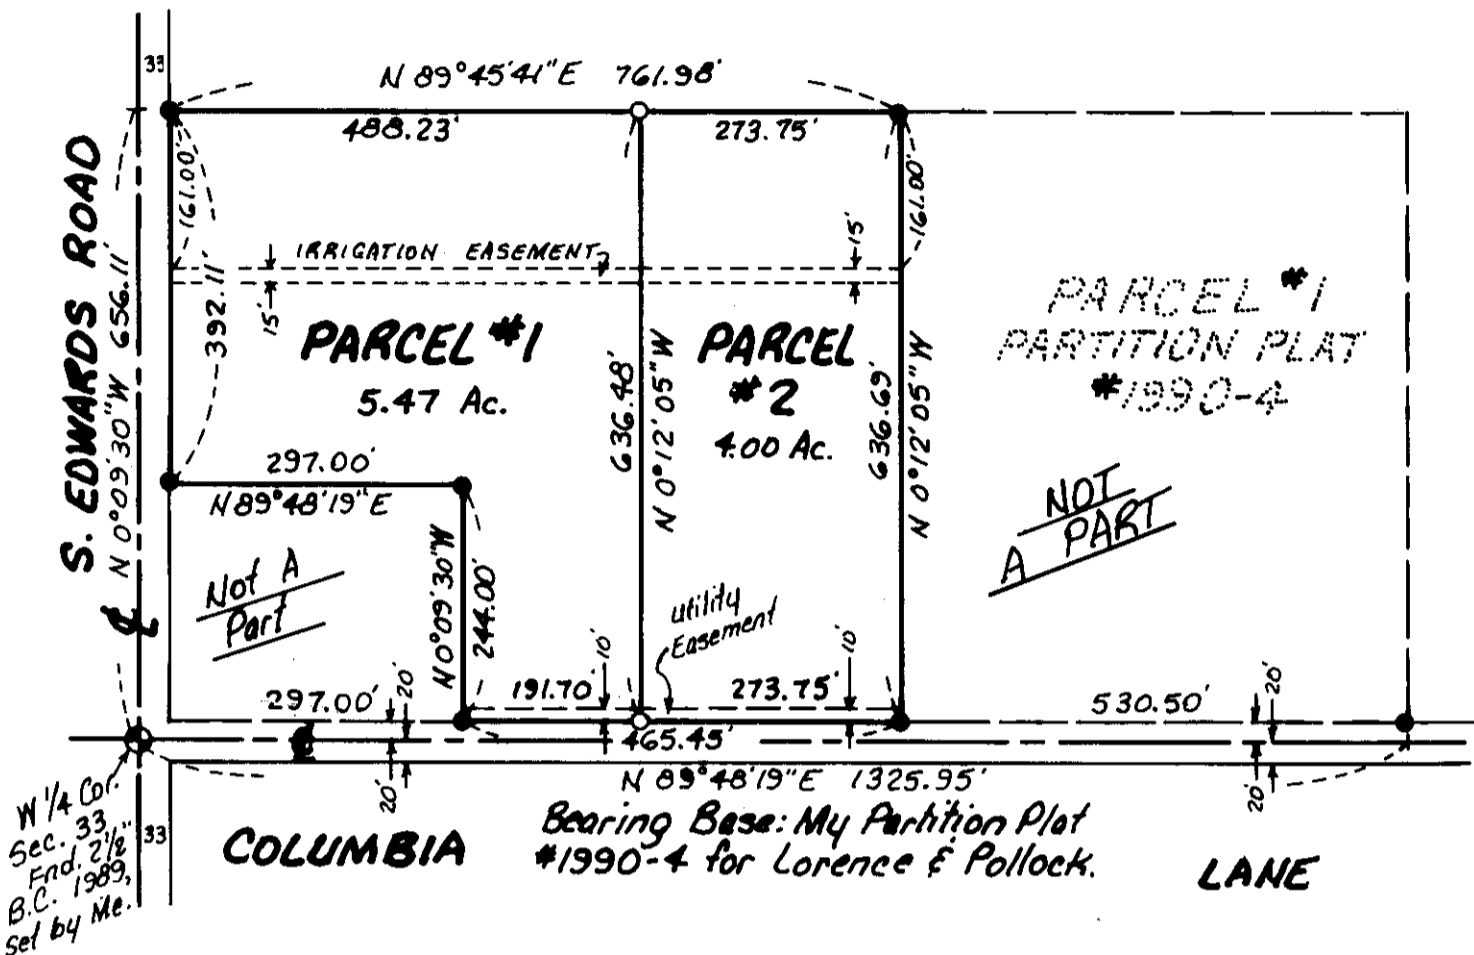 33
N 89°45'41"E 761.98'
488.23'
273.75'
161.00'
161.00'
S. EDWARDS ROAD
N 0°09'30"W 656.11'
392.11'
IRRIGATION EASEMENT
15'
15'
PARCEL #1
5.47 Ac.
PARCEL
#2
4.00 Ac.
636.48'
N 0°12'05"W
636.69'
N 0°12'05"W
PARCEL #1
PARTITION PLAT
#1990-4
NOT
A PART
297.00'
N 89°48'19"E
Not A
Part
N 0°09'30"W
244.00'
utility
Easement
℄
297.00'
20'
191.70'
10'
273.75'
10'
530.50'
20'
℄
465.45'
N 89°48'19"E 1325.95'
20'
20'
W 1/4 Cor.
Sec. 33,
Fnd. 2 1/2"
B.C. 1989,
Set by Me.
33
COLUMBIA
LANE
Bearing Base: My Partition Plat
#1990-4 for Lorence & Pollock.